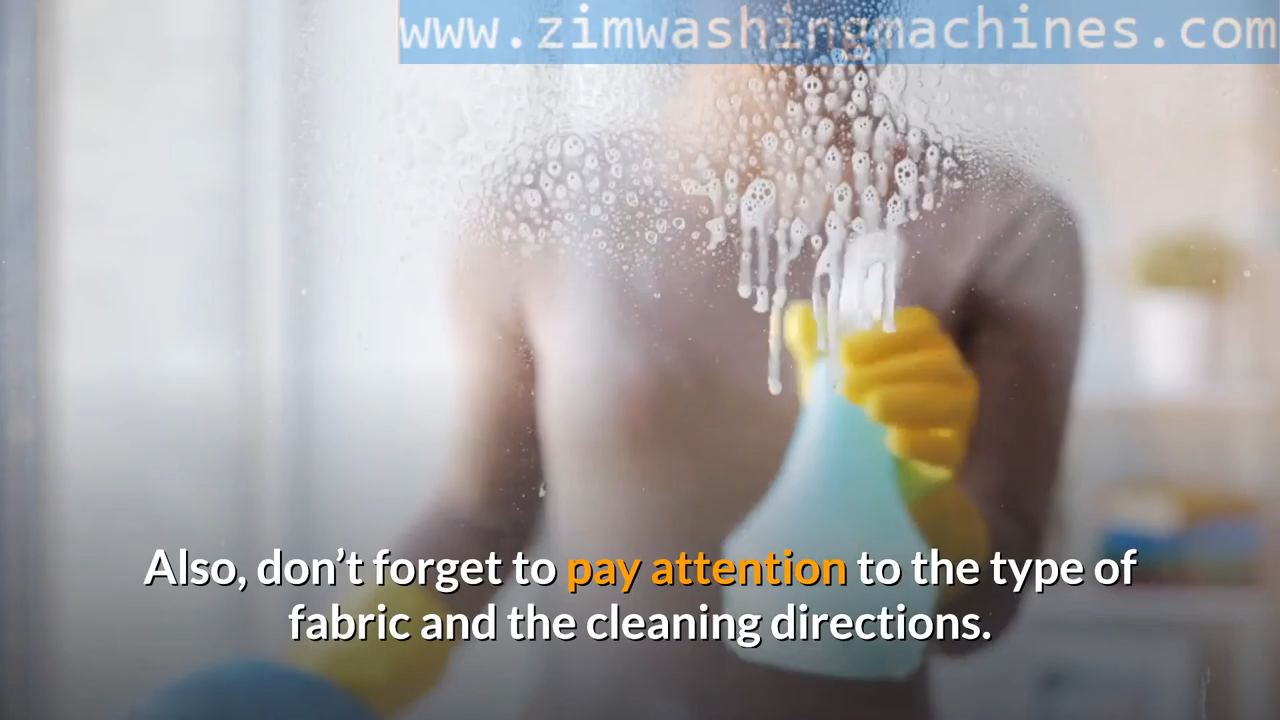 www.zimwashingmachines.com
Also, don’t forget to pay attention to the type of
fabric and the cleaning directions.